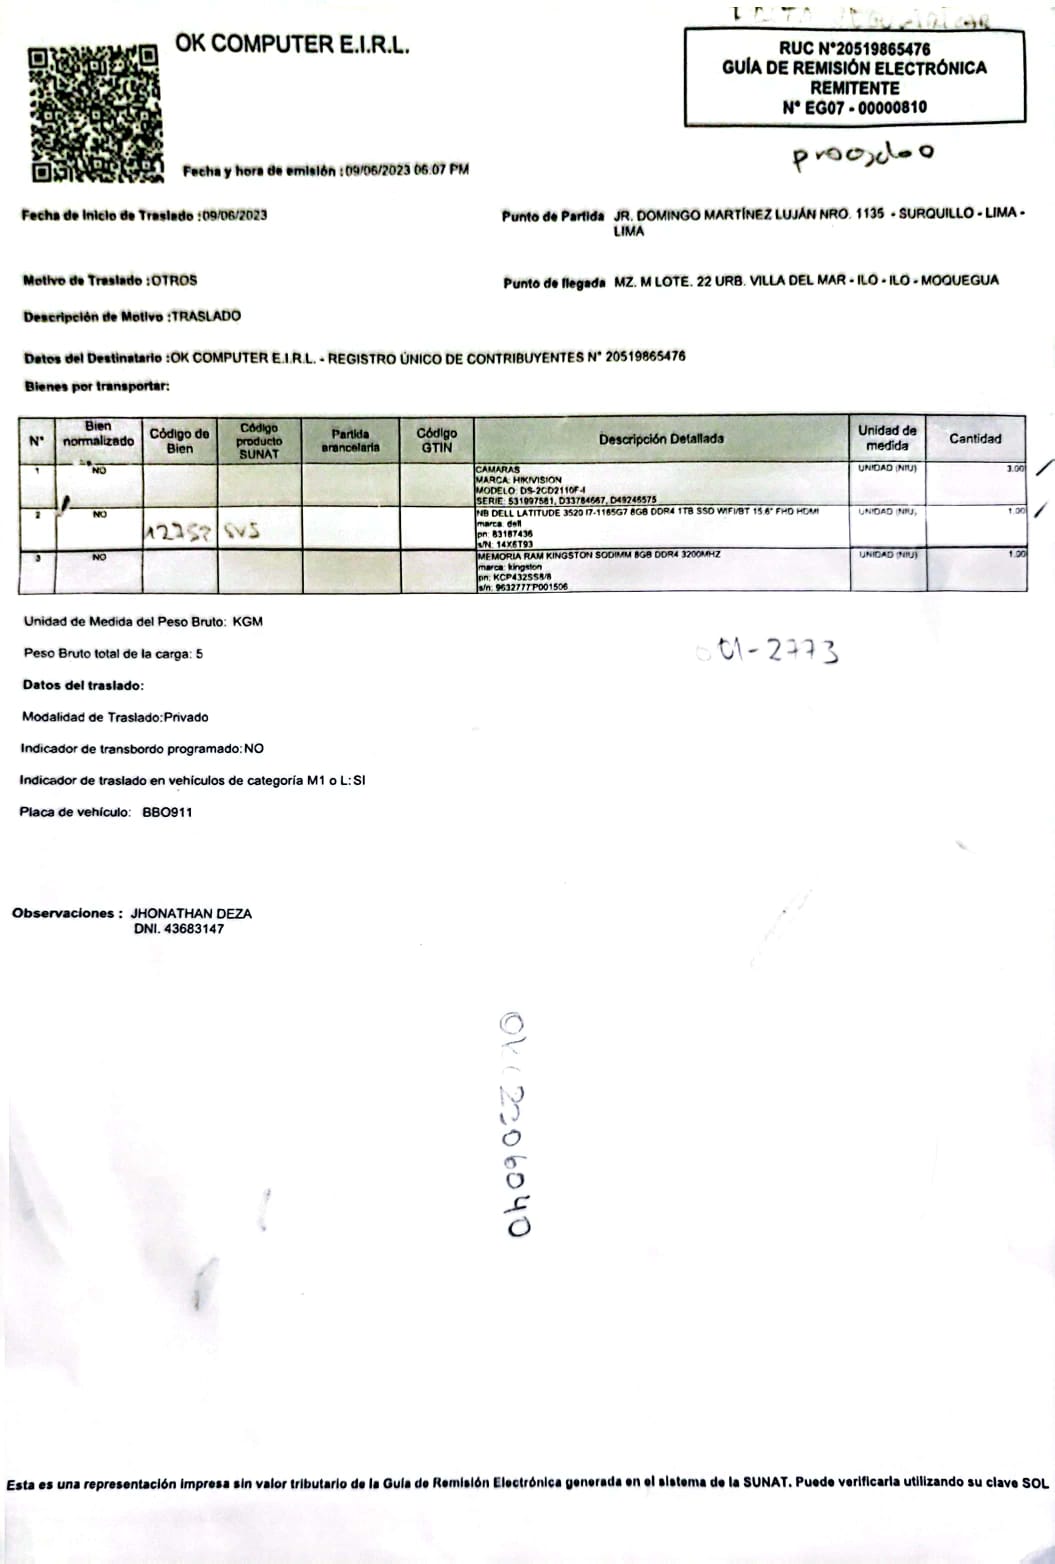 OK COMPUTER E.I.R.L.
RUC N°20519865476
GUÍA DE REMISIÓN ELECTRÓNICA
REMITENTE
N° EG07 - 00000810
Fecha y hora de emisión :09/06/2023 06:07 PM
Fecha de Inicio de Traslado :09/06/2023
Punto de Partida JR. DOMINGO MARTÍNEZ LUJÁN NRO. 1135 - SURQUILLO - LIMA -
LIMA
Motivo de Traslado :OTROS
Punto de llegada MZ. M LOTE. 22 URB. VILLA DEL MAR - ILO - ILO - MOQUEGUA
Descripción de Motivo :TRASLADO
Datos del Destinatario :OK COMPUTER E.I.R.L. - REGISTRO ÚNICO DE CONTRIBUYENTES N° 20519865476
Bienes por transportar:
N° Bien normalizado Código de Bien Código producto SUNAT Partida arancelaria Código GTIN Descripción Detallada Unidad de medida Cantidad
1 NO CAMARAS UNIDAD (NIU) 3.00
MARCA: HIKIVISION
MODELO: DS-2CD2110F-I
SERIE: 531997581, D33784667, D49246575
2 NO NB DELL LATITUDE 3520 I7-1165G7 8GB DDR4 1TB SSD WIFI/BT 15.6" FHD HDMI UNIDAD (NIU) 1.00
marca: dell
pn: 83187436
s/N: 14X6T93
3 NO MEMORIA RAM KINGSTON SODIMM 8GB DDR4 3200MHZ UNIDAD (NIU) 1.00
marca: kingston
pn: KCP432SS8/8
s/n: 9632777P001506
Unidad de Medida del Peso Bruto: KGM
Peso Bruto total de la carga: 5
01-2773
Datos del traslado:
Modalidad de Traslado:Privado
Indicador de transbordo programado:NO
Indicador de traslado en vehículos de categoría M1 o L:SI
Placa de vehículo: BBO911
Observaciones : JHONATHAN DEZA
DNI. 43683147
Esta es una representación impresa sin valor tributario de la Guía de Remisión Electrónica generada en el sistema de la SUNAT. Puede verificarla utilizando su clave SOL